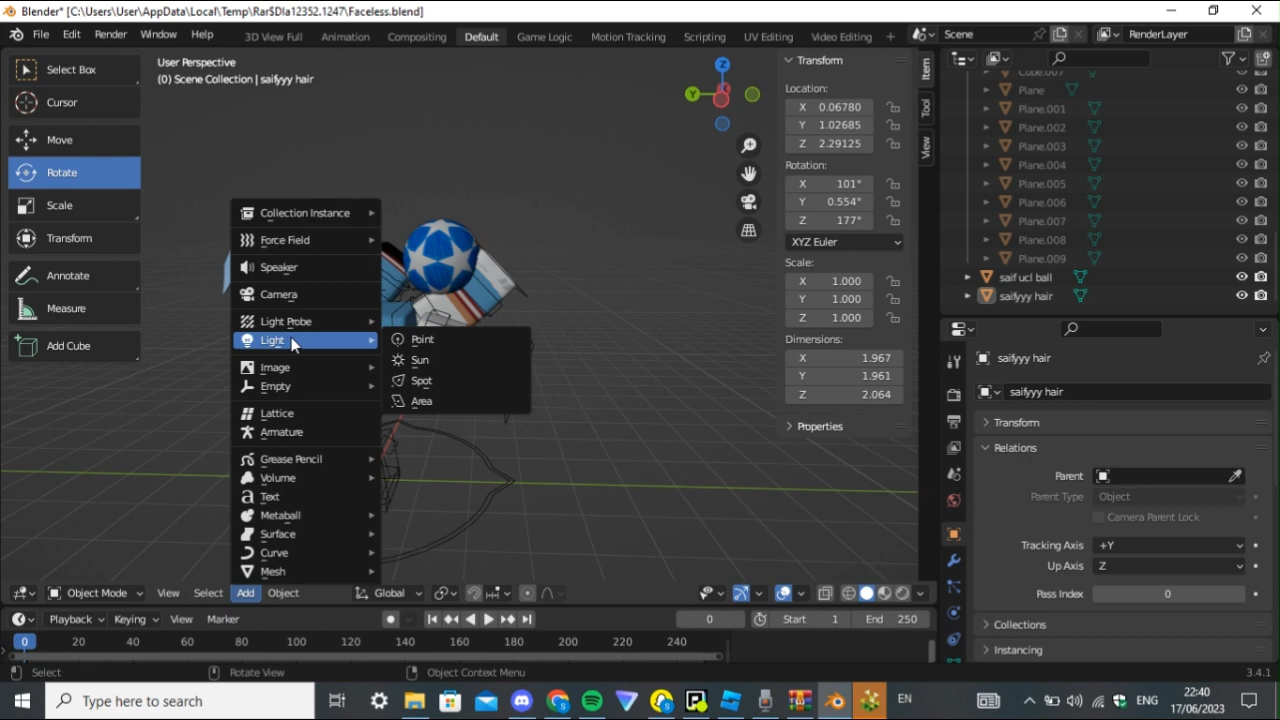 Blender* [C:\Users\User\AppData\Local\Temp\Rar$DIa12352.1247\Faceless.blend]
File Edit Render Window Help
3D View Full Animation Compositing Default Game Logic Motion Tracking Scripting UV Editing Video Editing +
Scene
RenderLayer
Select Box
Cursor
Move
Rotate
Scale
Transform
Annotate
Measure
Add Cube
User Perspective
(0) Scene Collection | saifyyy hair
Z
Y
Collection Instance
Force Field
Speaker
Camera
Light Probe
Light
Image
Empty
Lattice
Armature
Grease Pencil
Volume
Text
Metaball
Surface
Curve
Mesh
Point
Sun
Spot
Area
Transform
Location:
X 0.06780
Y 1.02685
Z 2.29125
Rotation:
X 101°
Y 0.554°
Z 177°
XYZ Euler
Scale:
X 1.000
Y 1.000
Z 1.000
Dimensions:
X 1.967
Y 1.961
Z 2.064
Properties
Item
Tool
View
Cube.007
Plane
Plane.001
Plane.002
Plane.003
Plane.004
Plane.005
Plane.006
Plane.007
Plane.008
Plane.009
saif ucl ball
saifyyy hair
saifyyy hair
saifyyy hair
Transform
Relations
Parent
Parent Type Object
Camera Parent Lock
Tracking Axis +Y
Up Axis Z
Pass Index 0
Collections
Instancing
Object Mode View Select Add Object Global
Playback Keying View Marker 0 Start 1 End 250
0 20 40 60 80 100 120 140 160 180 200 220 240
Select Rotate View Object Context Menu 3.4.1
Type here to search
EN
ENG
22:40
17/06/2023